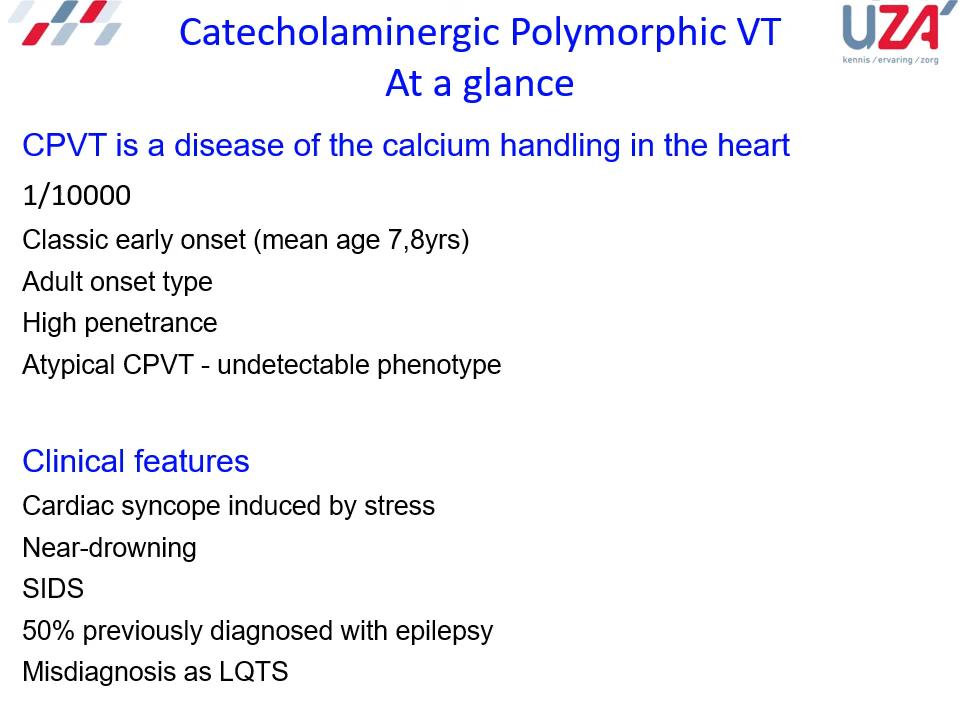 Catecholaminergic Polymorphic VT
At a glance
UZA'
kennis/ervaring/zorg
CPVT is a disease of the calcium handling in the heart
1/10000
Classic early onset (mean age 7,8yrs)
Adult onset type
High penetrance
Atypical CPVT - undetectable phenotype
Clinical features
Cardiac syncope induced by stress
Near-drowning
SIDS
50% previously diagnosed with epilepsy
Misdiagnosis as LQTS